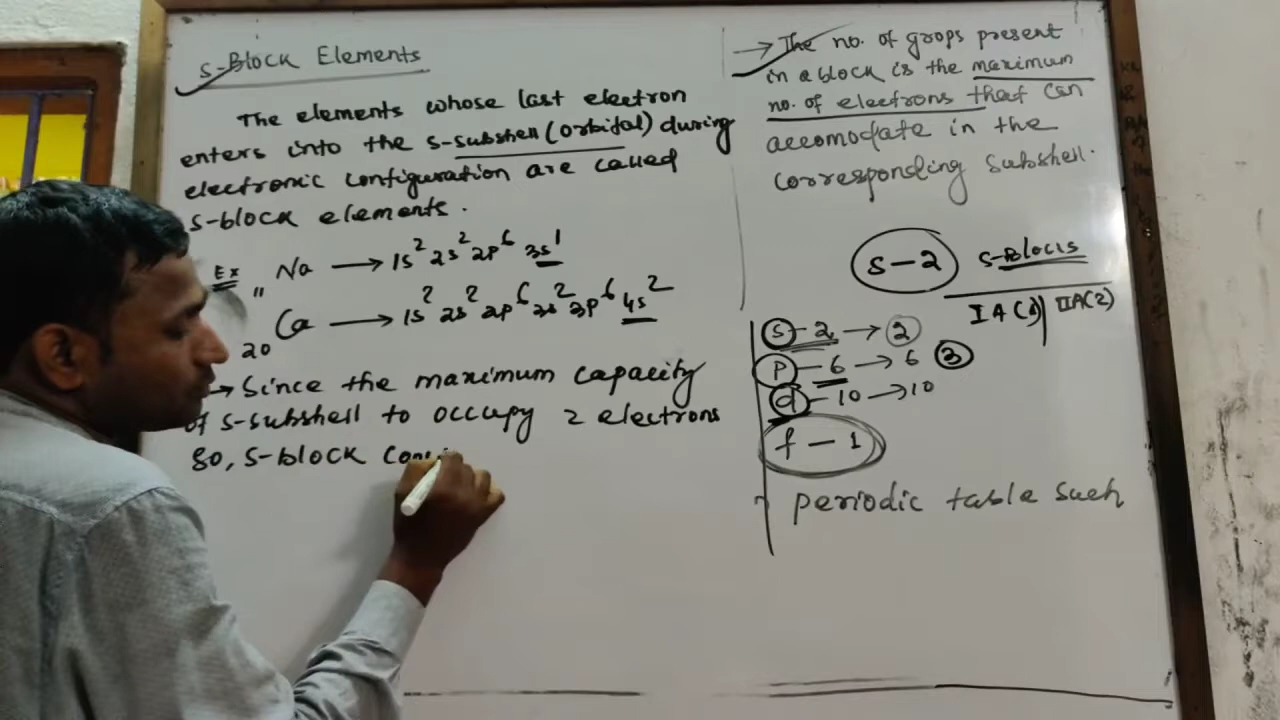 S-Block Elements
The elements whose last electron
enters into the s-subshell (orbital) during
electronic configuration are called
S-block elements.
Ex 11 Na → 1s² 2s² 2p⁶ 3s¹
20 Ca → 1s² 2s² 2p⁶ 3s² 3p⁶ 4s²
→ Since the maximum capacity
of s-subshell to occupy 2 electrons
so, S-block
→ The no. of grops present
in a block is the maximum
no. of electrons that can
accomodate in the
corresponding subshell.
S-2 S-Block
IA(1) IIA(2)
S-2 → 2
P-6 → 6 3
d-10 → 10
f-1
periodic table such